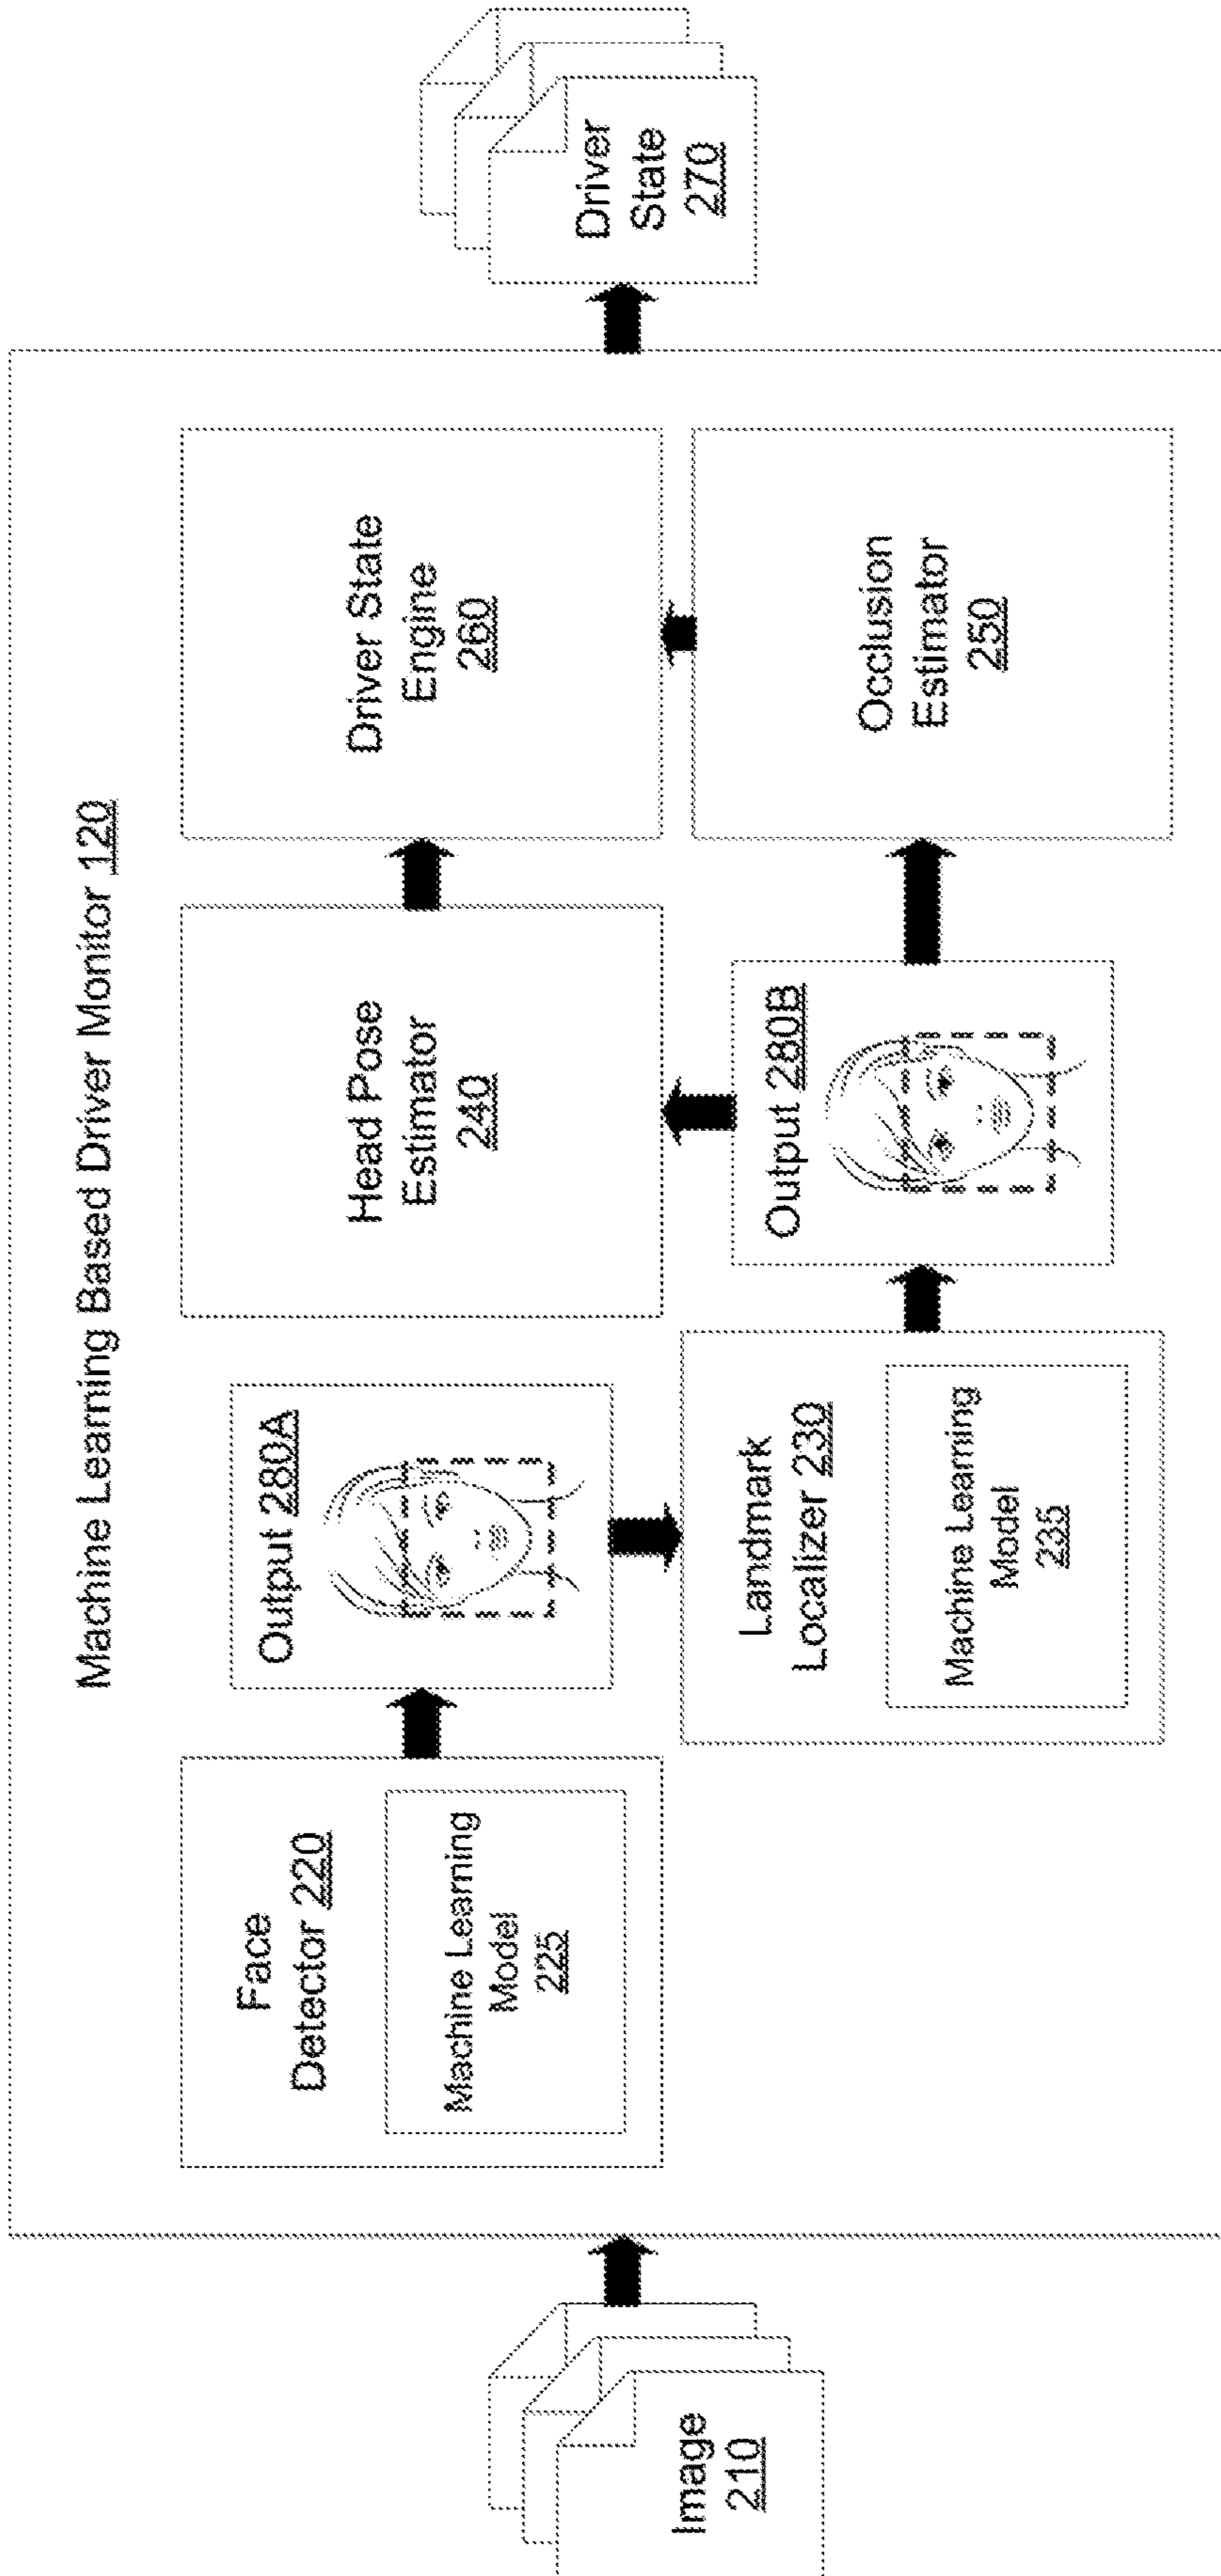 Machine Learning Based Driver Monitor 120
Image
210
Face
Detector 220
Machine Learning
Model
225
Output 280A
Landmark
Localizer 230
Machine Learning
Model
235
Output 280B
Head Pose
Estimator
240
Occlusion
Estimator
250
Driver State
Engine
260
Driver
State
270